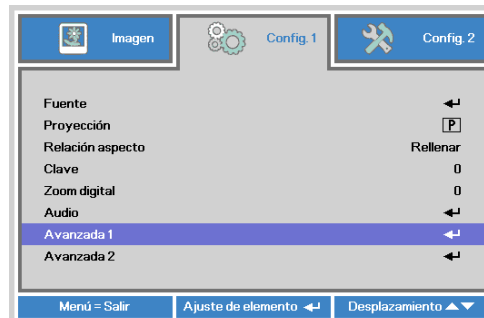 Imagen Config. 1 Config. 2
Fuente
Proyección P
Relación aspecto Rellenar
Clave 0
Zoom digital 0
Audio
Avanzada 1
Avanzada 2
Menú = Salir Ajuste de elemento Desplazamiento